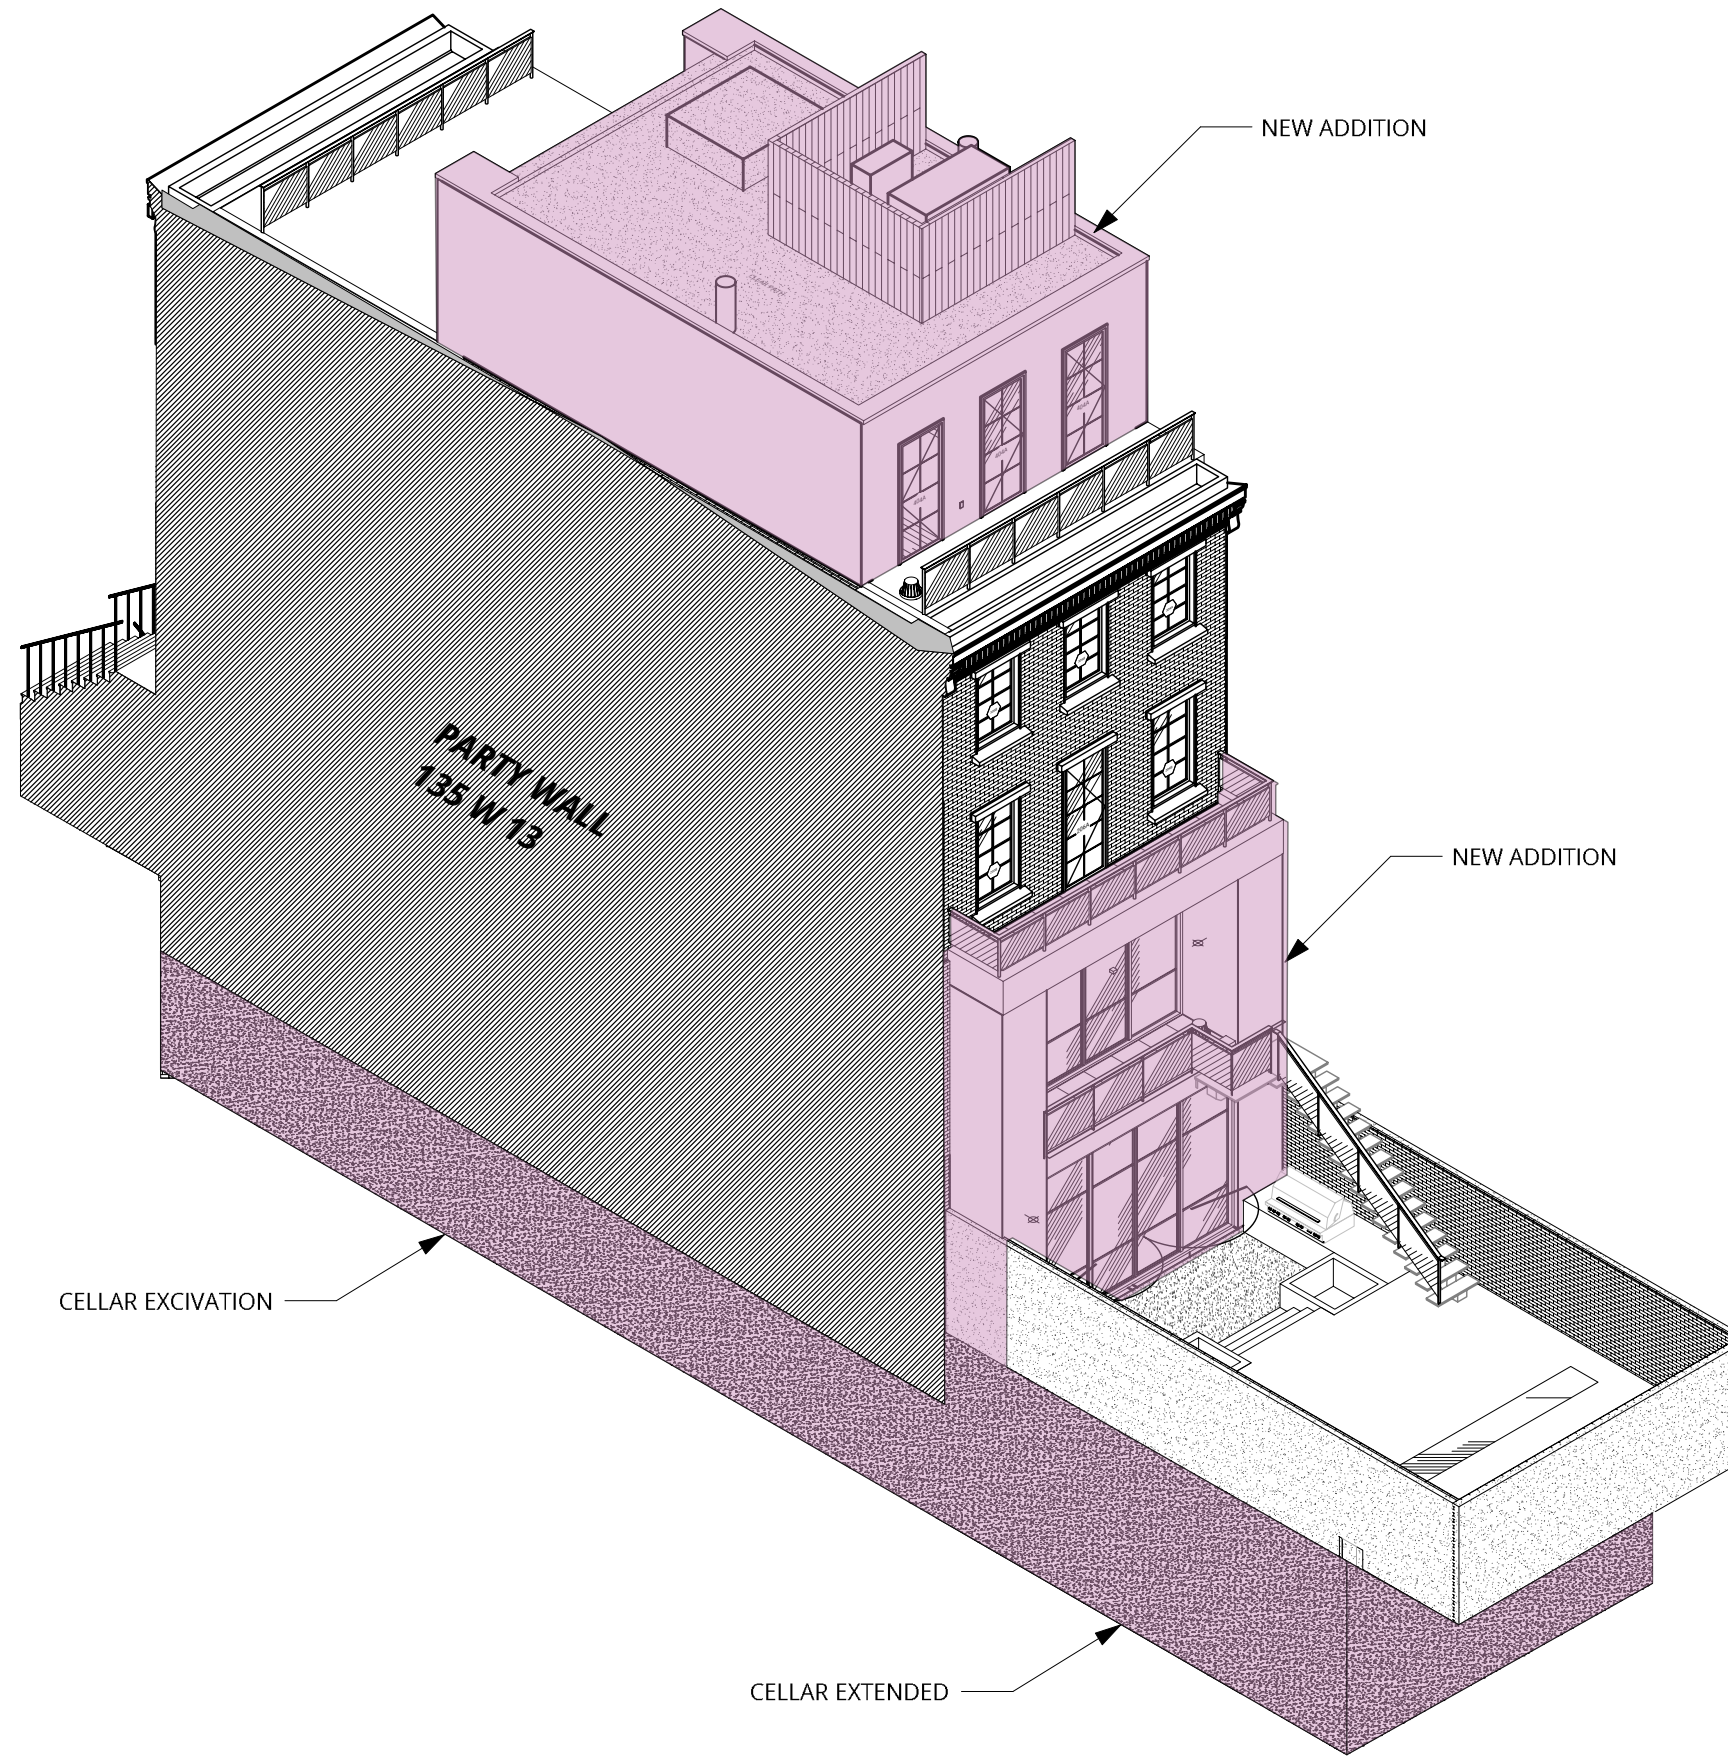 NEW ADDITION
PARTY WALL
135 W 13
NEW ADDITION
CELLAR EXCIVATION
CELLAR EXTENDED